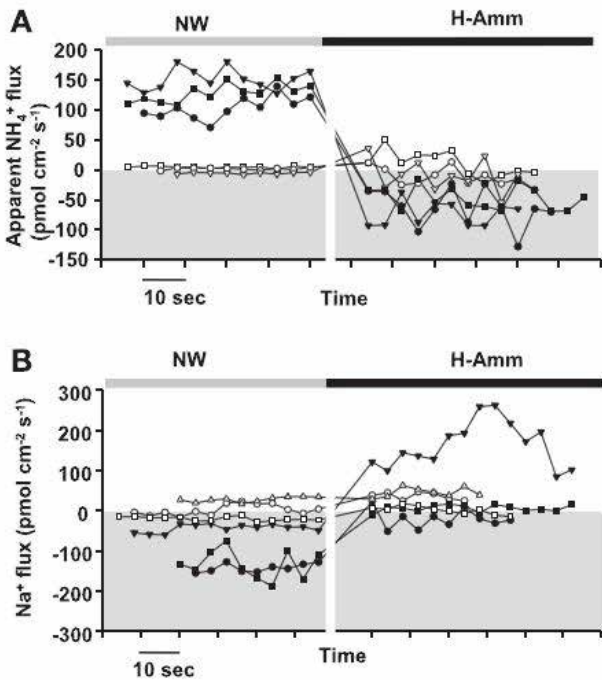 A
NW
H-Amm
Apparent NH₄⁺ flux
(pmol cm⁻² s⁻¹)
200
150
100
50
0
-50
-100
-150
10 sec
Time
B
NW
H-Amm
Na⁺ flux (pmol cm⁻² s⁻¹)
300
200
100
0
-100
-200
-300
10 sec
Time